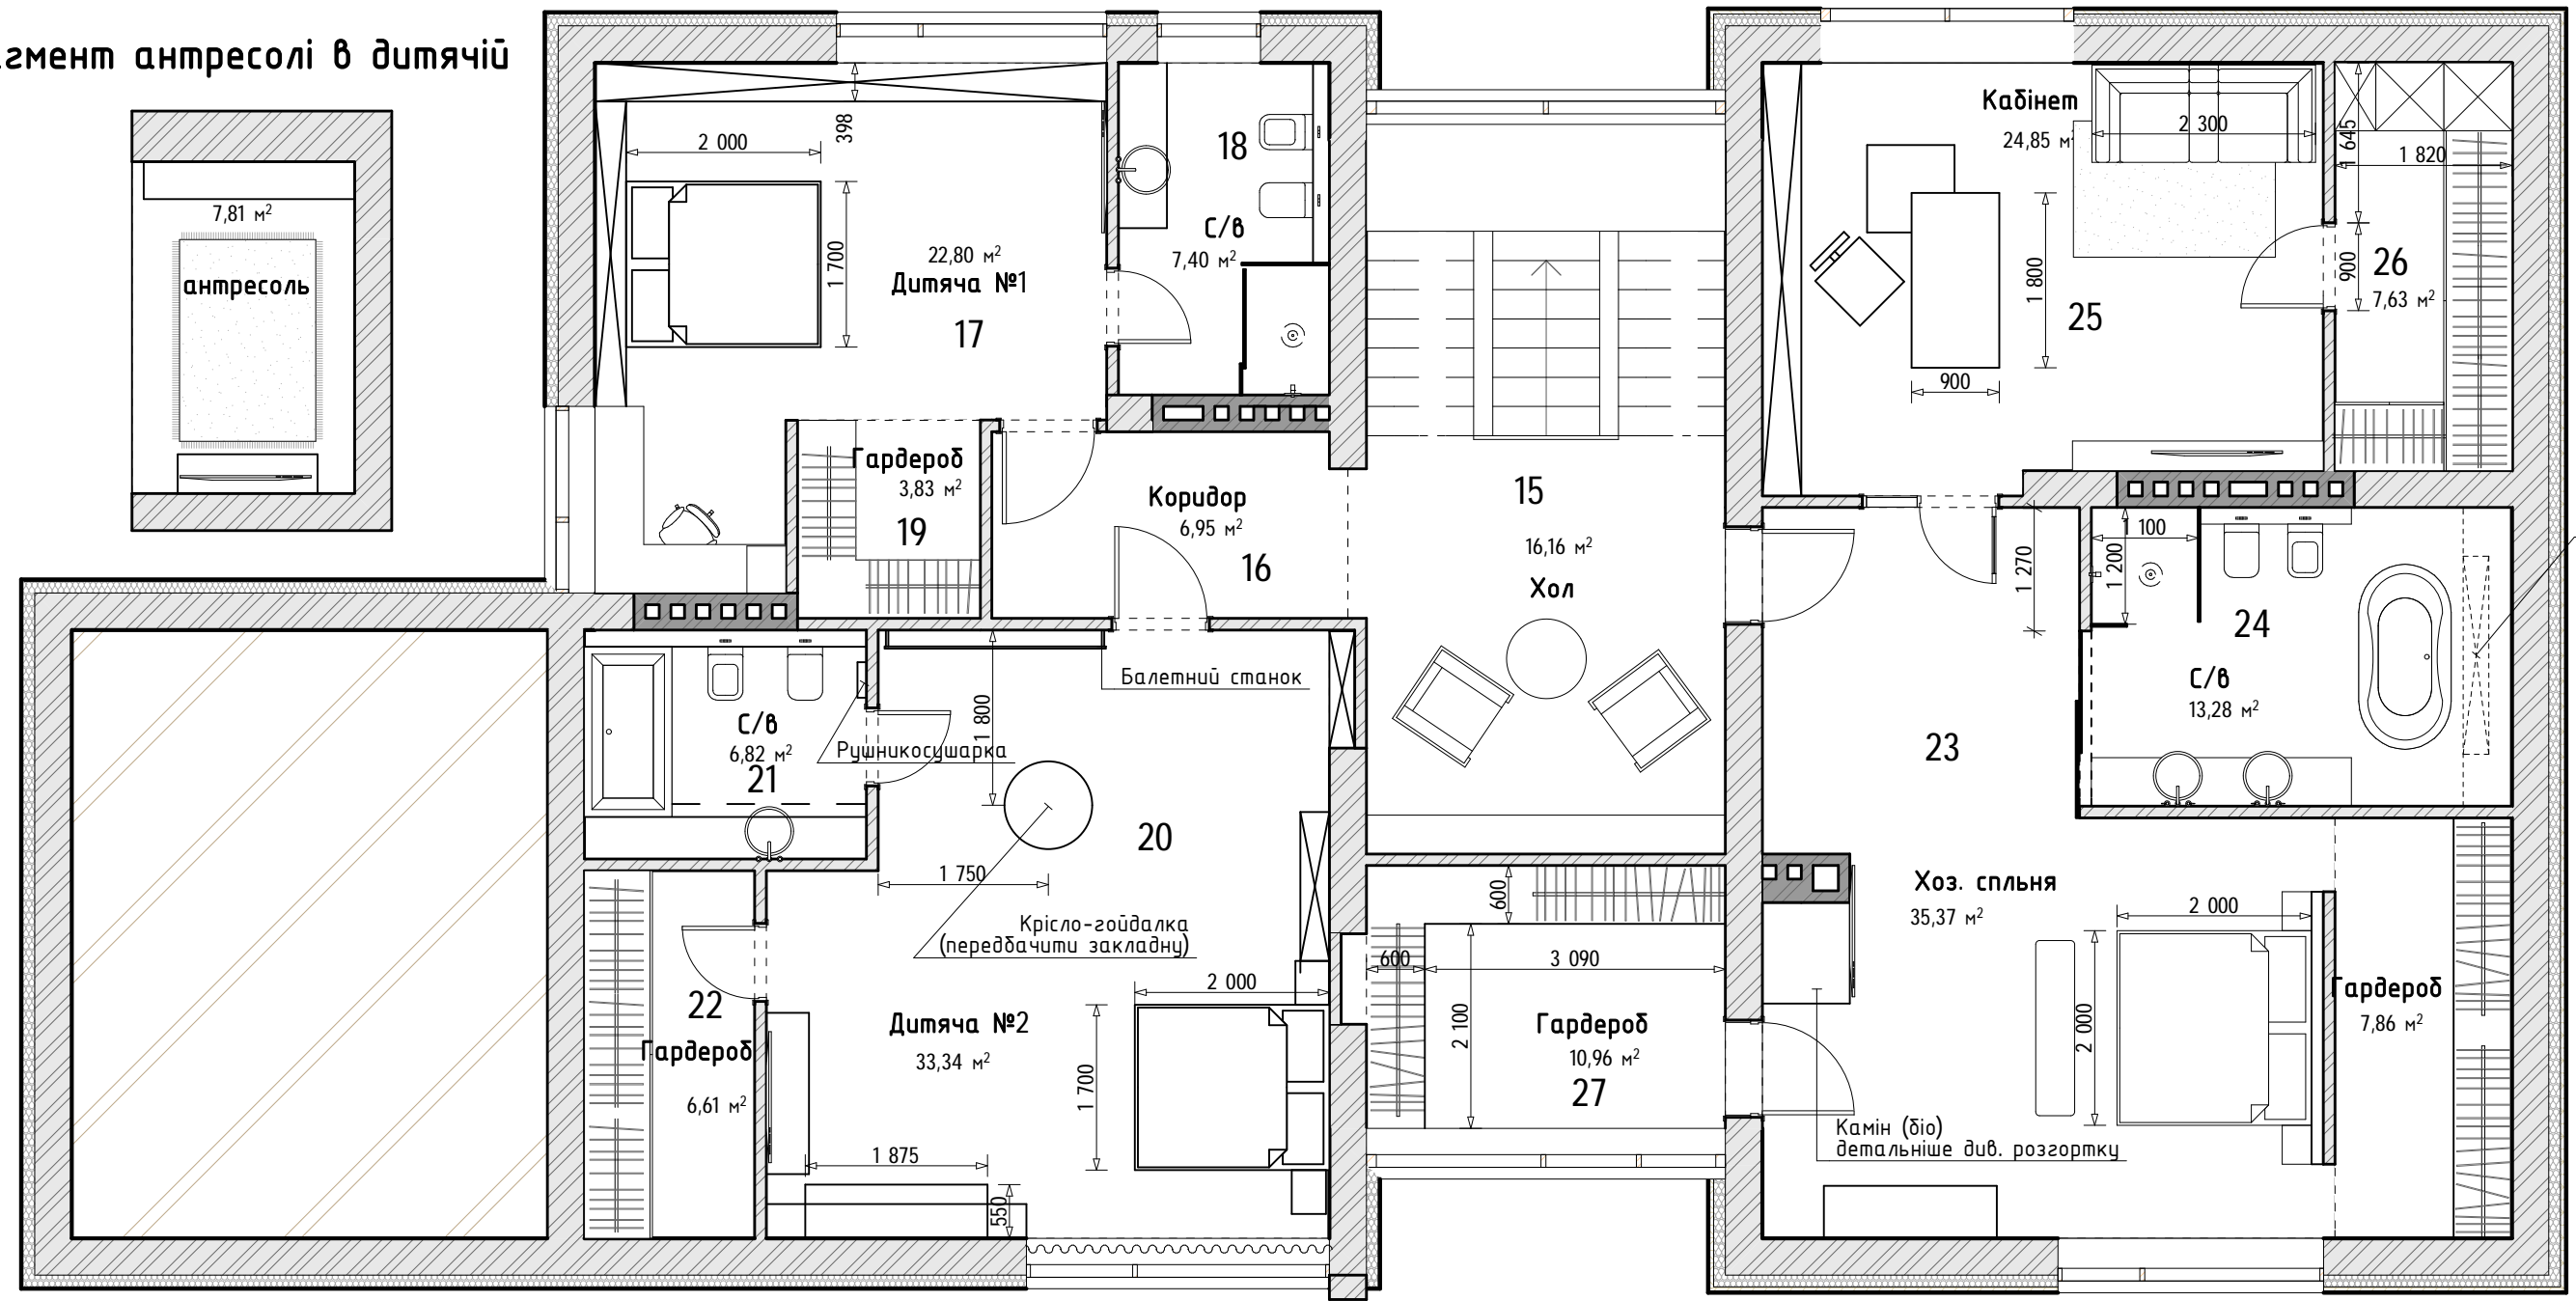 гмент антресолі в дитячій
7,81 м²
антресоль
398
2 000
1 700
22,80 м²
Дитяча №1
17
18
С/в
7,40 м²
Гардероб
3,83 м²
19
Коридор
6,95 м²
16
15
16,16 м²
Хол
Кабінет
24,85 м²
2 300
1 800
900
25
1 645
1 820
900
26
7,63 м²
1 270
1 100
1 200
24
С/в
13,28 м²
23
Хоз. спльня
35,37 м²
2 000
2 000
Гардероб
7,86 м²
Камін (біо)
детальніше див. розгортку
600
600
3 090
2 100
Гардероб
10,96 м²
27
С/в
6,82 м²
21
Рушникосушарка
Балетний станок
1 800
1 750
20
Крісло-гойдалка
(передбачити закладну)
2 000
1 700
Дитяча №2
33,34 м²
1 875
550
22
Гардероб
6,61 м²